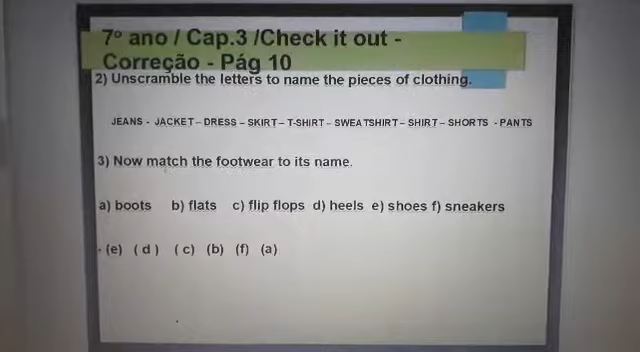 7º ano / Cap.3 /Check it out -
Correção - Pág 10
2) Unscramble the letters to name the pieces of clothing.
JEANS - JACKET – DRESS – SKIRT – T-SHIRT – SWEATSHIRT – SHIRT – SHORTS - PANTS
3) Now match the footwear to its name.
a) boots b) flats c) flip flops d) heels e) shoes f) sneakers
- (e) ( d ) ( c) (b) (f) (a)